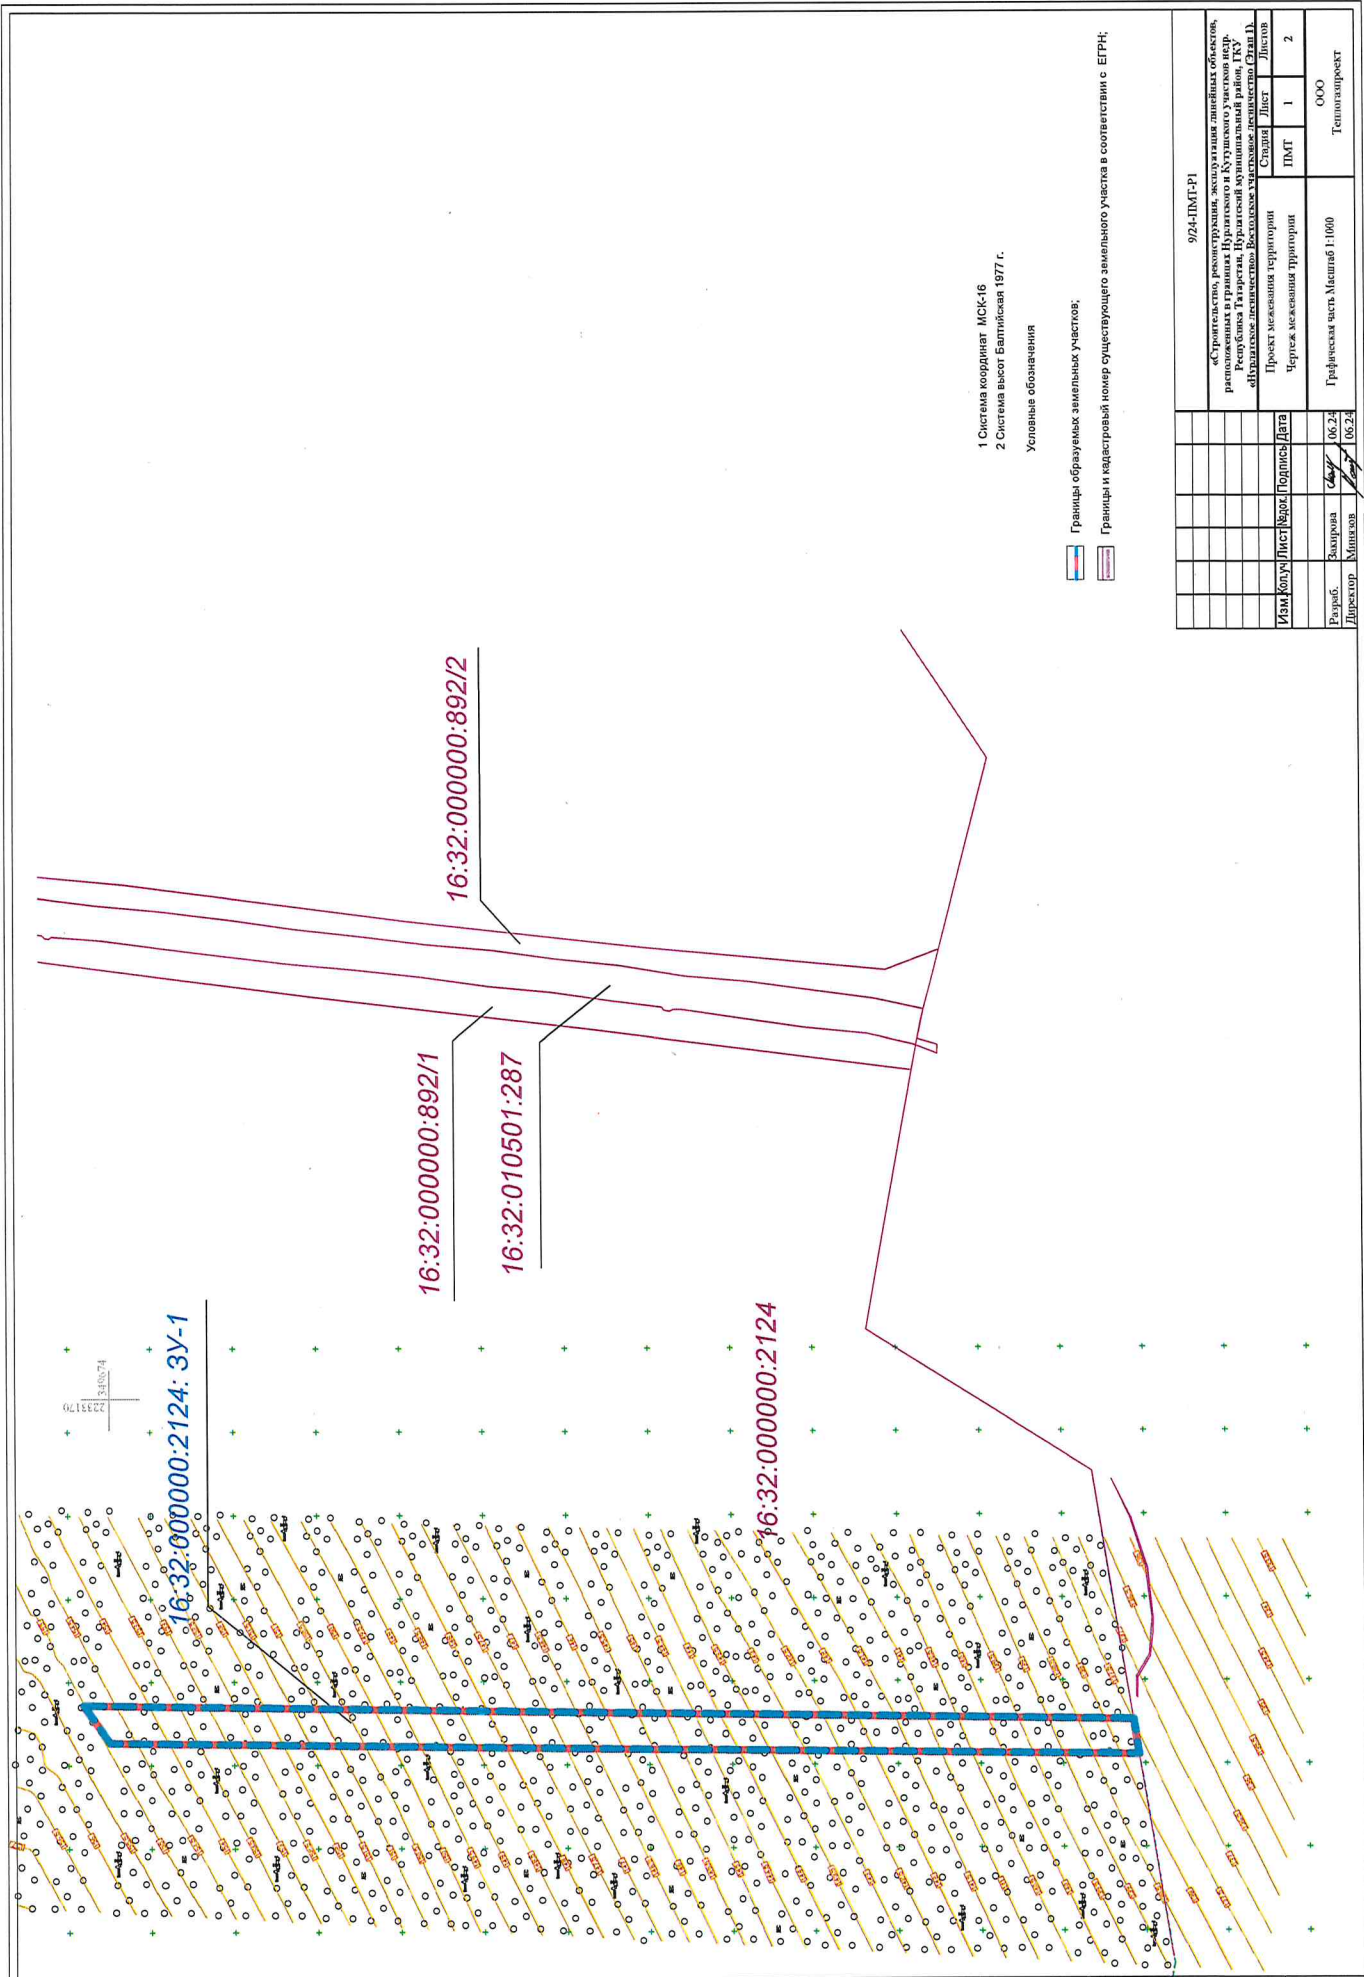 16:32:000000:2124: ЗУ-1
349674
2233170
16:32:000000:892/1
16:32:000000:892/2
16:32:010501:287
16:32:000000:2124
1 Система координат МСК-16
2 Система высот Балтийская 1977 г.
Условные обозначения
Границы образуемых земельных участков;
Границы и кадастровый номер существующего земельного участка в соответствии с ЕГРН;
9/24-ПМТ-Р1
«Строительство, реконструкция, эксплуатация линейных объектов,
расположенных в границах Нурлатского и Кутушского участков недр.
Республика Татарстан, Нурлатский муниципальный район, ГКУ
«Нурлатское лесничество» Восходское участковое лесничество (Этап 1).
Изм. Кол.уч Лист №док. Подпись Дата
Проект межевания территории
Чертеж межевания трритории
Стадия Лист Листов
ПМТ 1 2
Разраб. Закирова 06.24
Директор Миннзов 06.24
Графическая часть Масштаб 1:1000
ООО
Теплогазпроект